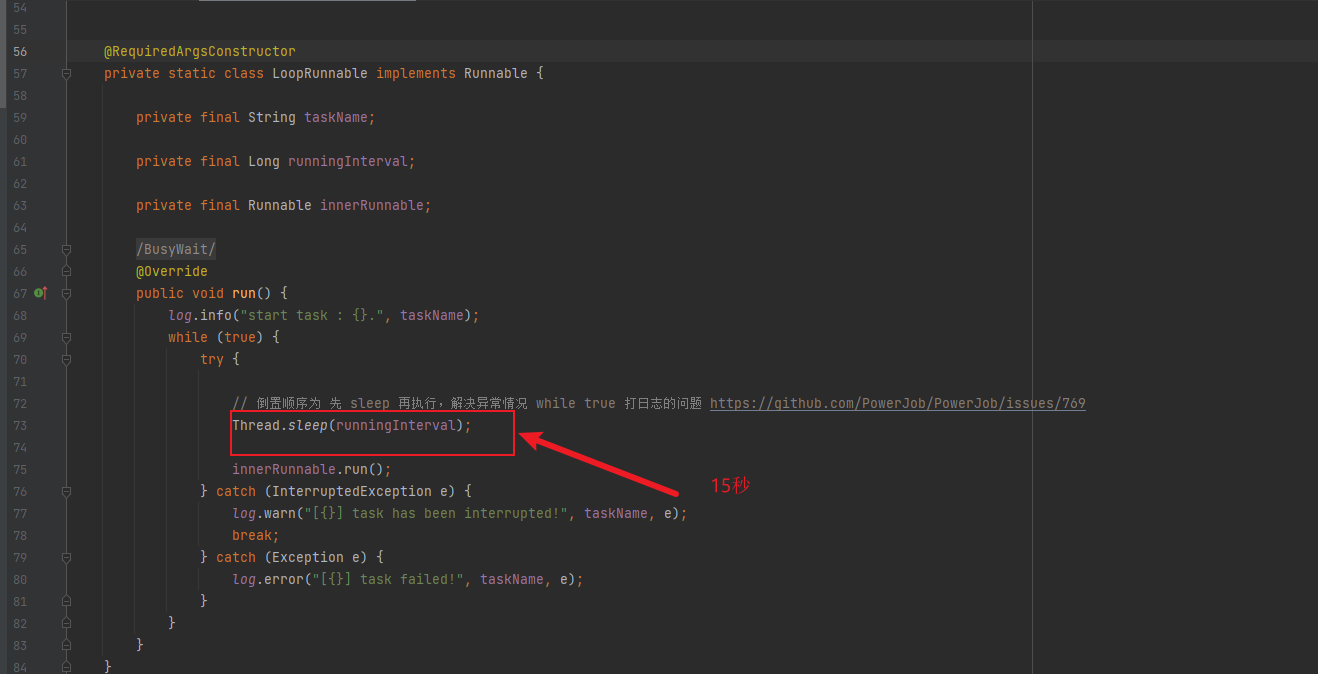 54
55
56 @RequiredArgsConstructor
57 private static class LoopRunnable implements Runnable {
58
59 private final String taskName;
60
61 private final Long runningInterval;
62
63 private final Runnable innerRunnable;
64
65 /BusyWait/
66 @Override
67 public void run() {
68 log.info("start task : {}.", taskName);
69 while (true) {
70 try {
71
72 // 倒置顺序为 先 sleep 再执行，解决异常情况 while true 打日志的问题 https://github.com/PowerJob/PowerJob/issues/769
73 Thread.sleep(runningInterval);
74
75 innerRunnable.run();
15秒
76 } catch (InterruptedException e) {
77 log.warn("[{}] task has been interrupted!", taskName, e);
78 break;
79 } catch (Exception e) {
80 log.error("[{}] task failed!", taskName, e);
81 }
82 }
83 }
84 }